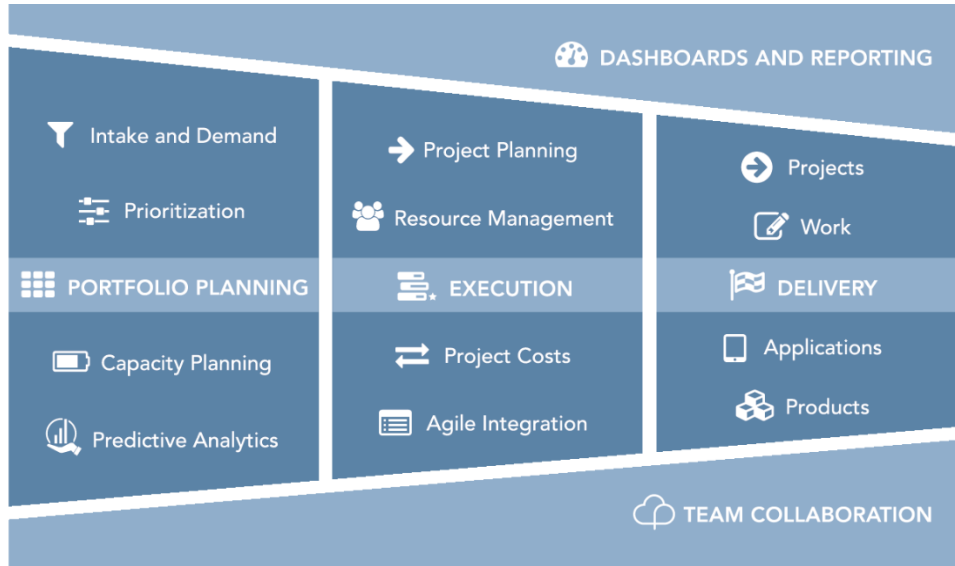 DASHBOARDS AND REPORTING
Intake and Demand
Prioritization
PORTFOLIO PLANNING
Capacity Planning
Predictive Analytics
Project Planning
Resource Management
EXECUTION
Project Costs
Agile Integration
Projects
Work
DELIVERY
Applications
Products
TEAM COLLABORATION